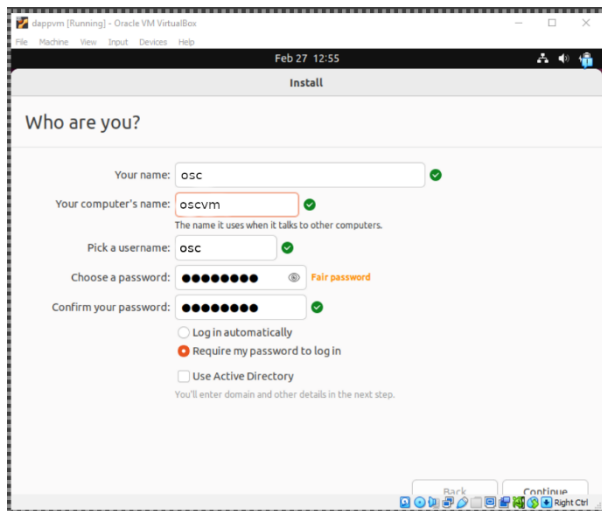 dappvm [Running] - Oracle VM VirtualBox
File Machine View Input Devices Help
Feb 27 12:55
Install
Who are you?
Your name: osc
Your computer's name: oscvm
The name it uses when it talks to other computers.
Pick a username: osc
Choose a password: ●●●●●●●● Fair password
Confirm your password: ●●●●●●●●
Log in automatically
Require my password to log in
Use Active Directory
You'll enter domain and other details in the next step.
Back Continue
Right Ctrl